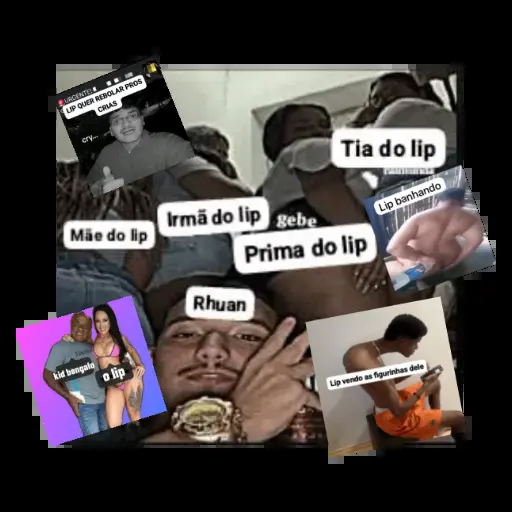 URGENTE
LIP QUER REBOLAR PROS
CRIAS
cry...
Tia do lip
Lip banhando
Irmã do lip
gebe
Mãe do lip
Prima do lip
Rhuan
kid bengala
o lip
Lip vendo as figurinhas dele